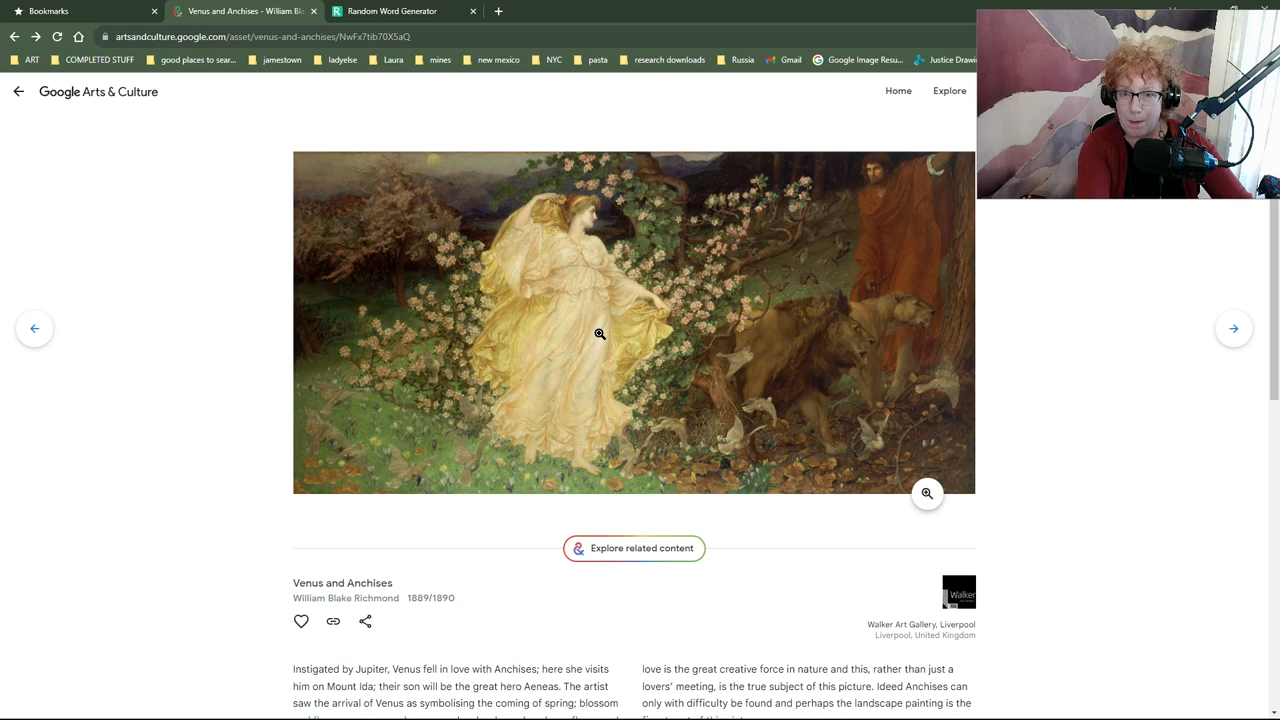 Bookmarks
Venus and Anchises - William Bla
Random Word Generator
artsandculture.google.com/asset/venus-and-anchises/NwFx7tib70X5aQ
ART
COMPLETED STUFF
good places to sear...
jamestown
ladyelse
Laura
mines
new mexico
NYC
pasta
research downloads
Russia
Gmail
Google Image Resu...
Justice Drawi
Google Arts & Culture
Home
Explore
Explore related content
Venus and Anchises
William Blake Richmond 1889/1890
Walker
Walker Art Gallery, Liverpool
Liverpool, United Kingdom
Instigated by Jupiter, Venus fell in love with Anchises; here she visits
him on Mount Ida; their son will be the great hero Aeneas. The artist
saw the arrival of Venus as symbolising the coming of spring; blossom
love is the great creative force in nature and this, rather than just a
lovers' meeting, is the true subject of this picture. Ideed Anchises can
only with difficulty be found and perhaps the landscape painting is the